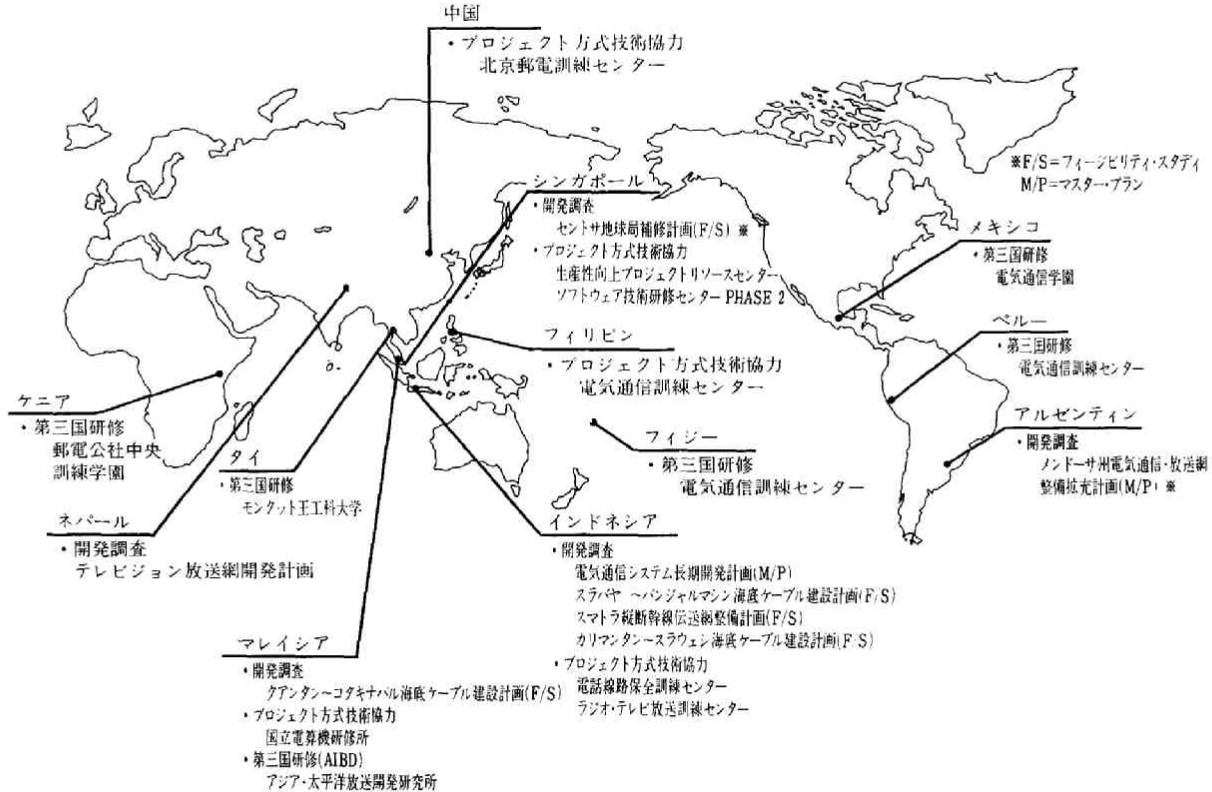 中国
・プロジェクト方式技術協力
北京郵電訓練センター
※F/S=フィージビリティ・スタディ
M/P=マスター・プラン
シンガポール
・開発調査
セントサ地球局補修計画(F/S) ※
・プロジェクト方式技術協力
生産性向上プロジェクトリソースセンター
ソフトウェア技術研修センター PHASE 2
メキシコ
・第三国研修
電気通信学園
フィリピン
・プロジェクト方式技術協力
電気通信訓練センター
ペルー
・第三国研修
電気通信訓練センター
ケニア
・第三国研修
郵電公社中央
訓練学園
アルゼンティン
・開発調査
メンドーサ州電気通信・放送網
整備拡充計画(M/P) ※
フィジー
・第三国研修
電気通信訓練センター
タイ
・第三国研修
モンタット王工科大学
ネパール
・開発調査
テレビジョン放送網開発計画
インドネシア
・開発調査
電気通信システム長期開発計画(M/P)
スラバヤ 〜バンジャルマシン海底ケーブル建設計画(F/S)
スマトラ縦断幹線伝送網整備計画(F/S)
カリマンタン〜スラウェシ海底ケーブル建設計画(F/S)
・プロジェクト方式技術協力
電話線路保全訓練センター
ラジオ・テレビ放送訓練センター
マレイシア
・開発調査
クアンタン〜コタキナバル海底ケーブル建設計画(F/S)
・プロジェクト方式技術協力
国立電算機研修所
・第三国研修(AIBD)
アジア・太平洋放送開発研究所